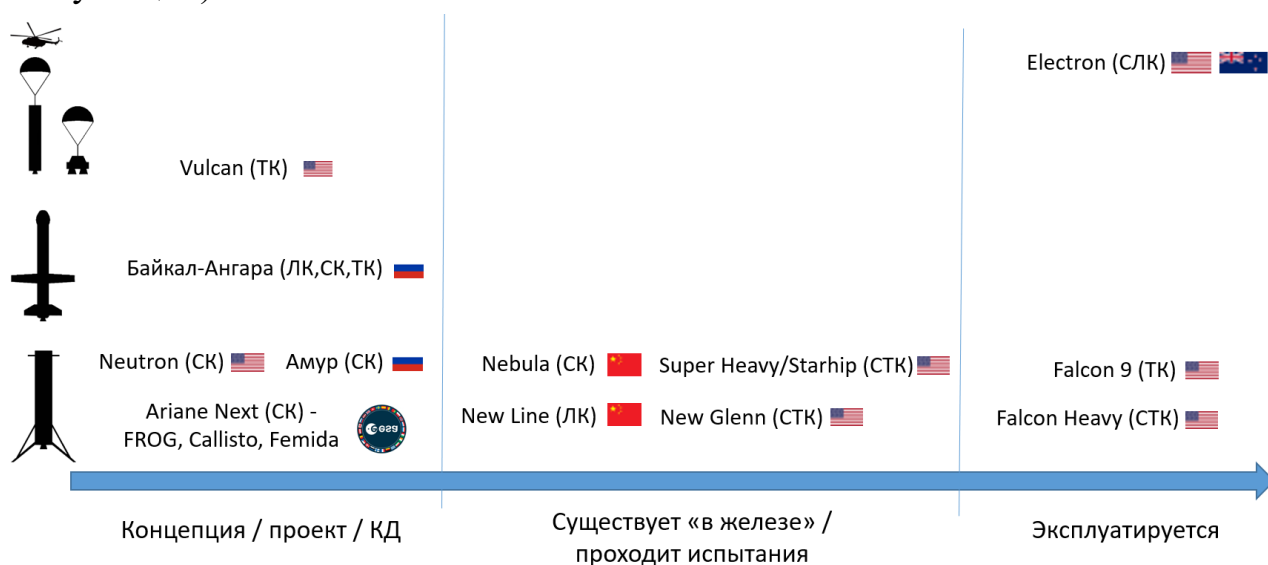 Electron (СЛК)
Vulcan (ТК)
Байкал-Ангара (ЛК,СК,ТК)
Neutron (СК)
Амур (СК)
Nebula (СК)
Super Heavy/Starhip (СТК)
Falcon 9 (ТК)
Ariane Next (СК) -
FROG, Callisto, Femida
New Line (ЛК)
New Glenn (СТК)
Falcon Heavy (СТК)
Концепция / проект / КД
Существует «в железе» /
проходит испытания
Эксплуатируется